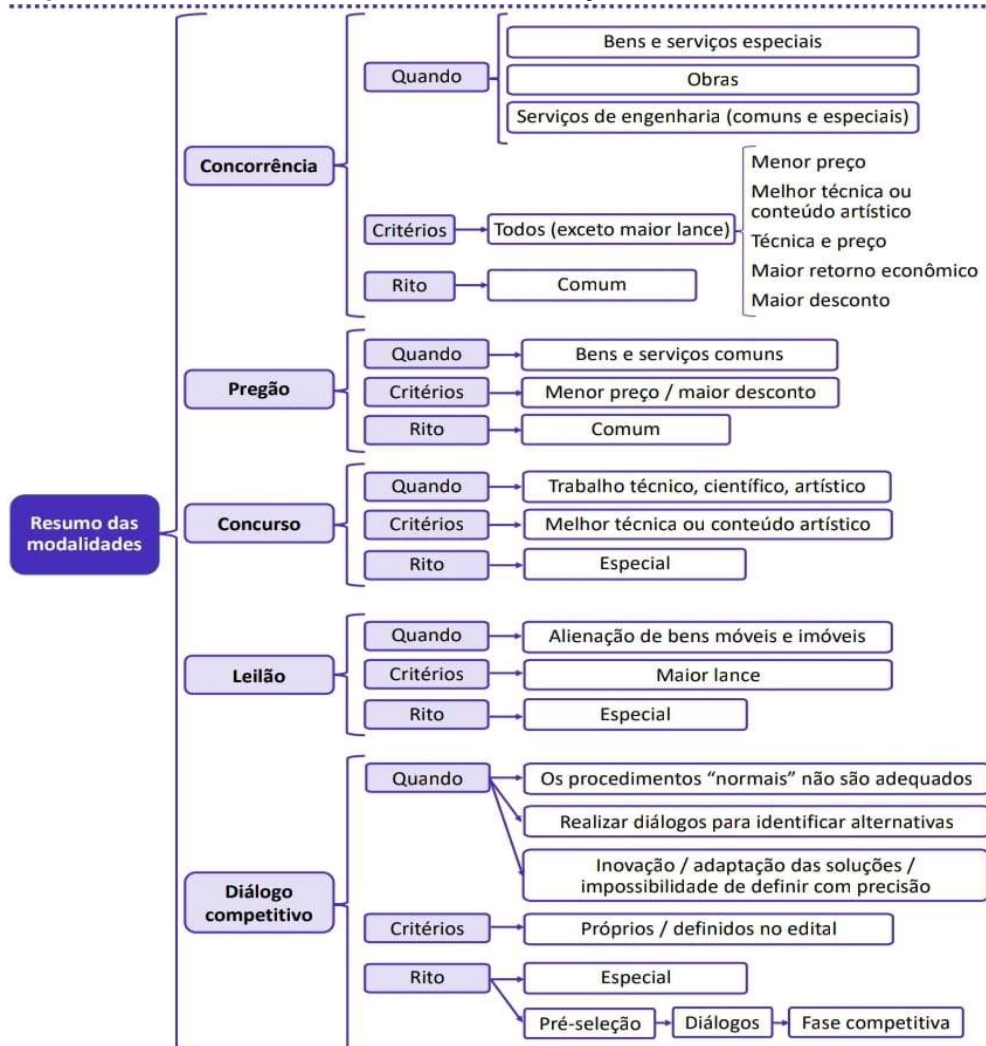 Resumo das
modalidades
Concorrência
Quando
Bens e serviços especiais
Obras
Serviços de engenharia (comuns e especiais)
Critérios
Todos (exceto maior lance)
Menor preço
Melhor técnica ou
conteúdo artístico
Técnica e preço
Maior retorno econômico
Maior desconto
Rito
Comum
Pregão
Quando
Bens e serviços comuns
Critérios
Menor preço / maior desconto
Rito
Comum
Concurso
Quando
Trabalho técnico, científico, artístico
Critérios
Melhor técnica ou conteúdo artístico
Rito
Especial
Leilão
Quando
Alienação de bens móveis e imóveis
Critérios
Maior lance
Rito
Especial
Diálogo
competitivo
Quando
Os procedimentos “normais” não são adequados
Realizar diálogos para identificar alternativas
Inovação / adaptação das soluções /
impossibilidade de definir com precisão
Critérios
Próprios / definidos no edital
Rito
Especial
Pré-seleção
Diálogos
Fase competitiva